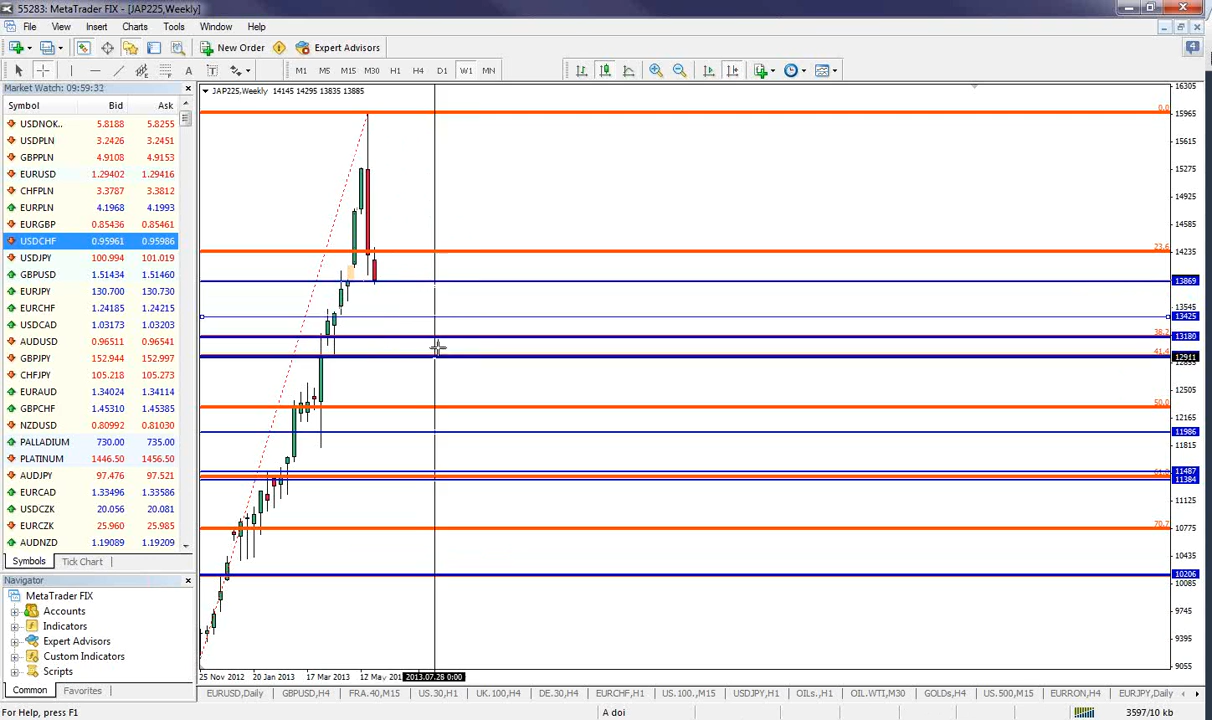 55283: MetaTrader FIX - [JAP225,Weekly]
File View Insert Charts Tools Window Help
New Order Expert Advisors
A T M1 M5 M15 M30 H1 H4 D1 W1 MN
4
Market Watch: 09:59:32
Symbol Bid Ask
USDNOK.. 5.8188 5.8255
USDPLN 3.2426 3.2451
GBPPLN 4.9108 4.9153
EURUSD 1.29402 1.29416
CHFPLN 3.3787 3.3812
EURPLN 4.1968 4.1993
EURGBP 0.85436 0.85461
USDCHF 0.95961 0.95986
USDJPY 100.994 101.019
GBPUSD 1.51434 1.51460
EURJPY 130.700 130.730
EURCHF 1.24185 1.24215
USDCAD 1.03173 1.03203
AUDUSD 0.96511 0.96541
GBPJPY 152.944 152.997
CHFJPY 105.218 105.273
EURAUD 1.34024 1.34114
GBPCHF 1.45310 1.45385
NZDUSD 0.80992 0.81030
PALLADIUM 730.00 735.00
PLATINUM 1446.50 1456.50
AUDJPY 97.476 97.521
EURCAD 1.33496 1.33586
USDCZK 20.056 20.081
EURCZK 25.960 25.985
AUDNZD 1.19089 1.19209
Symbols Tick Chart
Navigator
MetaTrader FIX
Accounts
Indicators
Expert Advisors
Custom Indicators
Scripts
Common Favorites
JAP225,Weekly 14145 14295 13835 13885
0.0
23.6
38.2
41.4
50.0
70.7
16305
15965
15615
15275
14925
14585
14235
13869
13545
13425
13180
12911
12505
12165
11986
11815
11487
11384
11125
10775
10435
10206
10085
9745
9395
9055
25 Nov 2012 20 Jan 2013 17 Mar 2013 12 May 201 2013.07.28 0:00
EURUSD,Daily GBPUSD,H4 FRA.40,M15 US.30,H1 UK.100,H4 DE.30,H4 EURCHF,H1 US.100.,M15 USDJPY,H1 OILs.,H1 OIL.WTI,M30 GOLDs,H4 US.500,M15 EURRON,H4 EURJPY,Daily
For Help, press F1 A doi 3597/10 kb